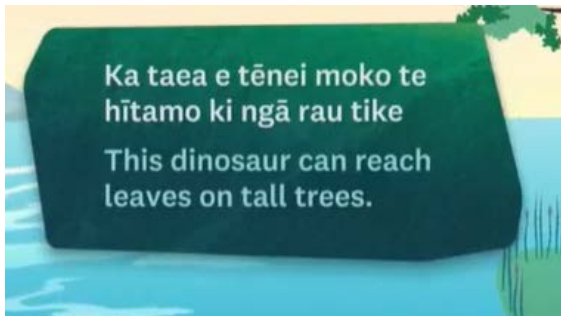 Ka taea e tēnei moko te
hītamo ki ngā rau tike
This dinosaur can reach
leaves on tall trees.